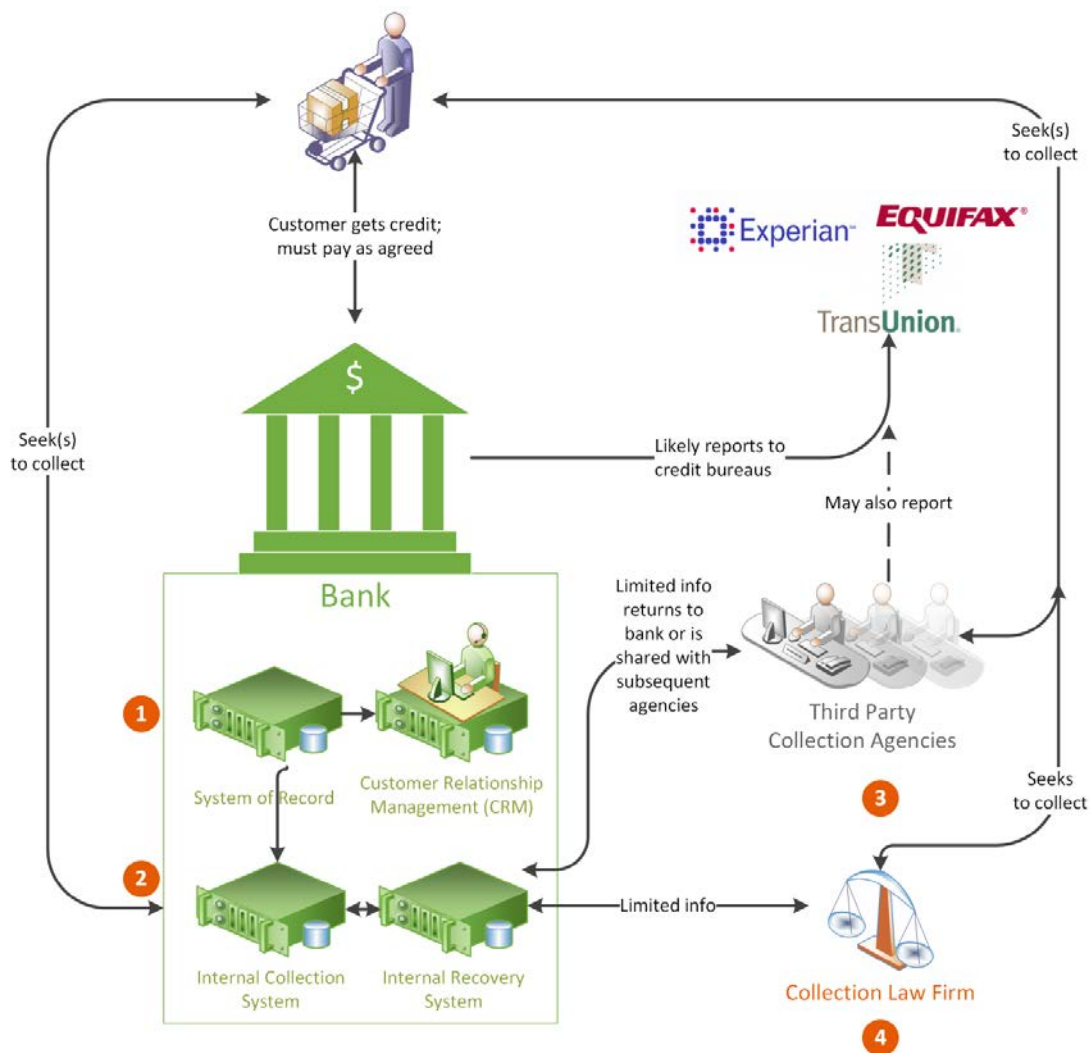 Seek(s)
to collect
Customer gets credit;
must pay as agreed
Experian™
EQUIFAX®
TransUnion®
$
Seek(s)
to collect
Likely reports to
credit bureaus
May also report
Bank
Limited info
returns to
bank or is
shared with
subsequent
agencies
Third Party
Collection Agencies
1
System of Record
Customer Relationship
Management (CRM)
3
Seeks
to collect
2
Limited info
Internal Collection
System
Internal Recovery
System
Collection Law Firm
4